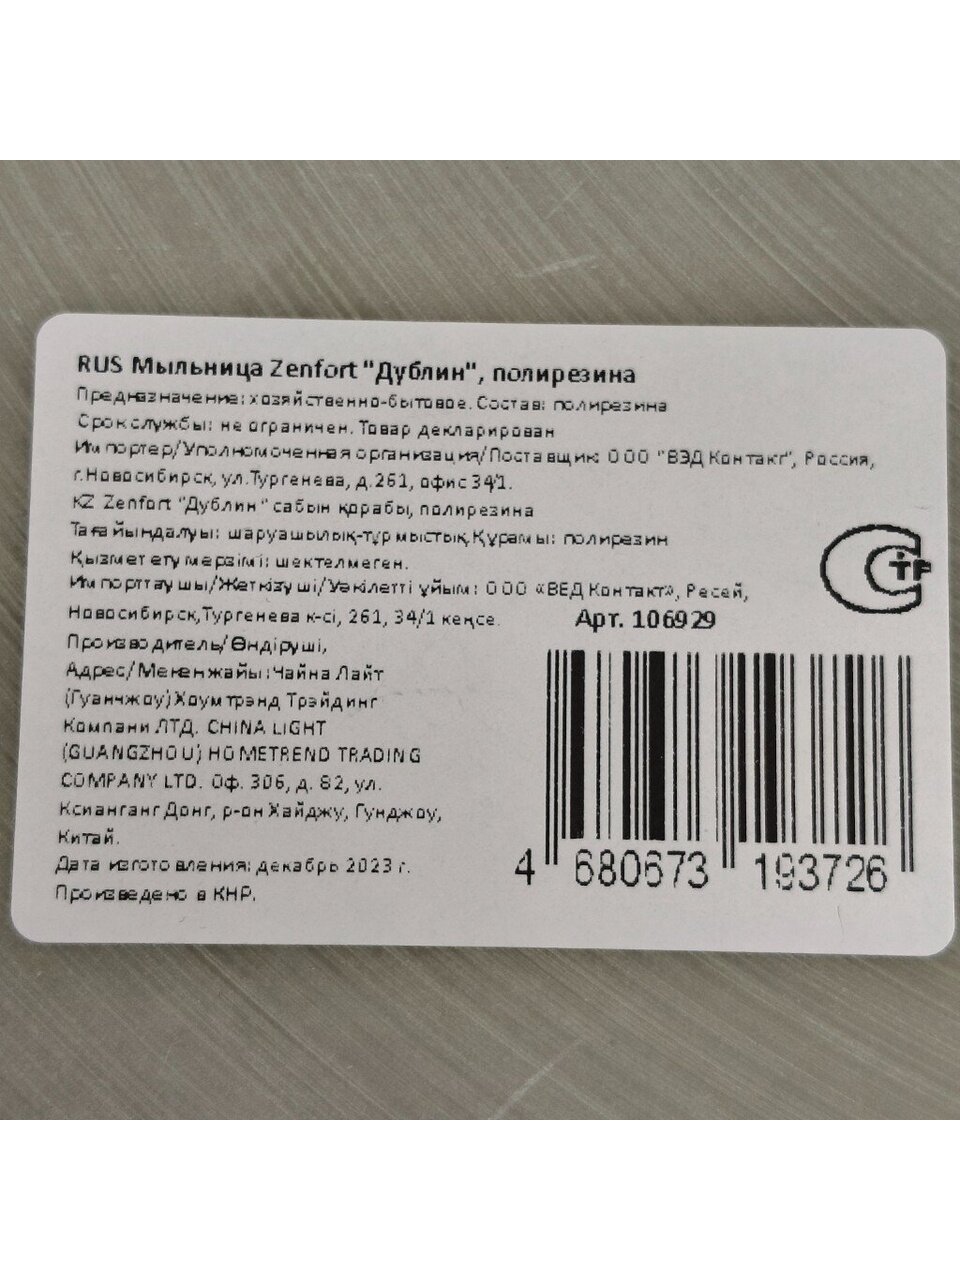 RUS Мыльница Zenfort "Дублин", полирезина
Предназначение: хозяйственно-бытовое. Состав: полирезина
Срок службы: не ограничен. Товар декларирован
Импортер/Уполномоченная организация/Поставщик: ООО "ВЭД Контакт", Россия,
г.Новосибирск, ул.Тургенева, д.261, офис 34/1.
KZ Zenfort "Дублин" сабын қорабы, полирезина
Тағайындалуы: шаруашылық-тұрмыстық.Құрамы: полирезин
Қызмет ету мерзімі: шектелмеген.
Импорттаушы/Жеткізуші/Уәкілетті ұйым: ООО «ВЕД Контакт», Ресей,
Новосибирск,Тургенева к-сі, 261, 34/1 кеңсе.
Арт. 106929
Производитель/Өндіруші,
Адрес/Мекенжайы:Чайна Лайт
(Гуанчжоу)Хоумтрэнд Трэйдинг
Компани ЛТД. CHINA LIGHT
(GUANGZHOU) HOMETREND TRADING
COMPANY LTD. Оф. 306, д. 82, ул.
Ксианганг Донг, р-он Хайджу, Гунджоу,
Китай.
Дата изготовления: декабрь 2023 г.
Произведено в КНР.
СТР
4 680673 193726